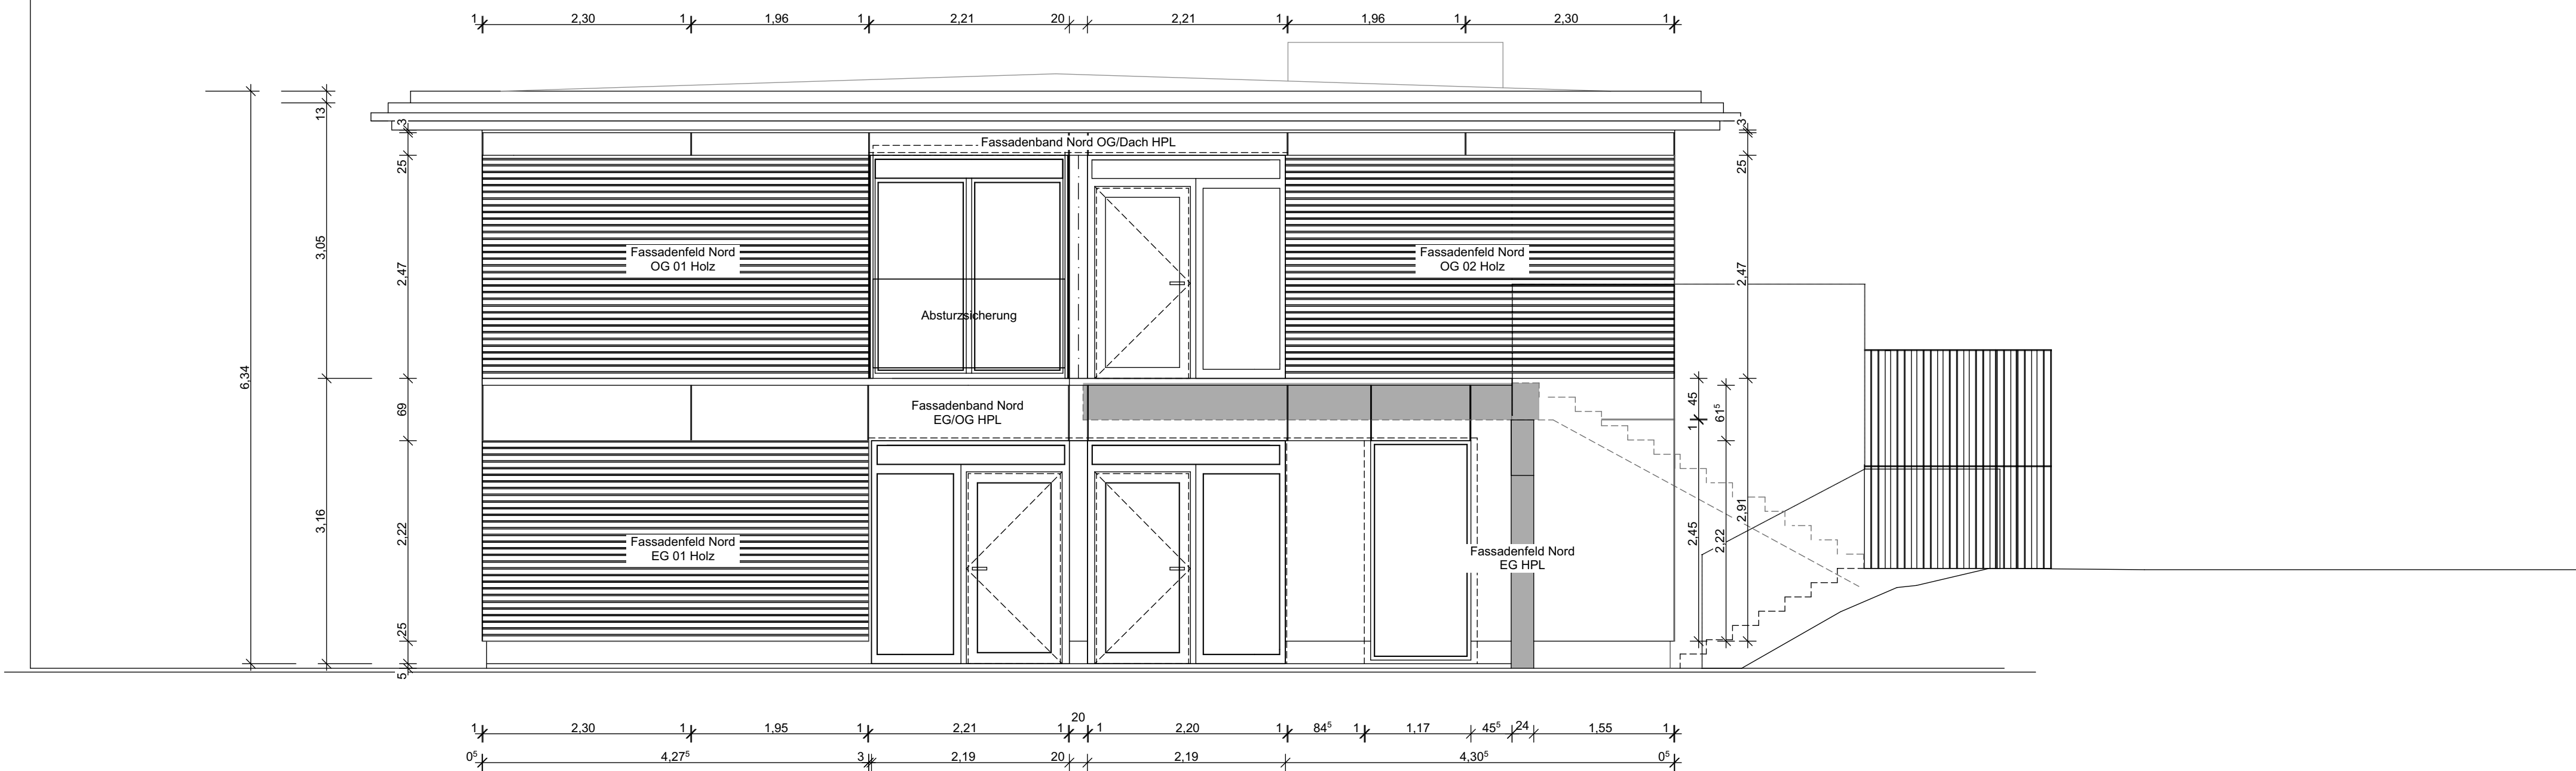 1 2,30 1 1,96 1 2,21 20 2,21 1 1,96 1 2,30 1
13
3
3
Fassadenband Nord OG/Dach HPL
25
25
3,05
Fassadenfeld Nord
OG 01 Holz
Fassadenfeld Nord
OG 02 Holz
2,47
2,47
Absturzsicherung
6,34
69
Fassadenband Nord
EG/OG HPL
45
61⁵
1
3,16
2,22
2,91
2,45
2,22
Fassadenfeld Nord
EG 01 Holz
Fassadenfeld Nord
EG HPL
25
5
20
1 2,30 1 1,95 1 2,21 1 1 2,20 1 84⁵ 1 1,17 45⁵ 24 1,55 1
0⁵ 4,27⁵ 3 2,19 20 2,19 4,30⁵ 0⁵